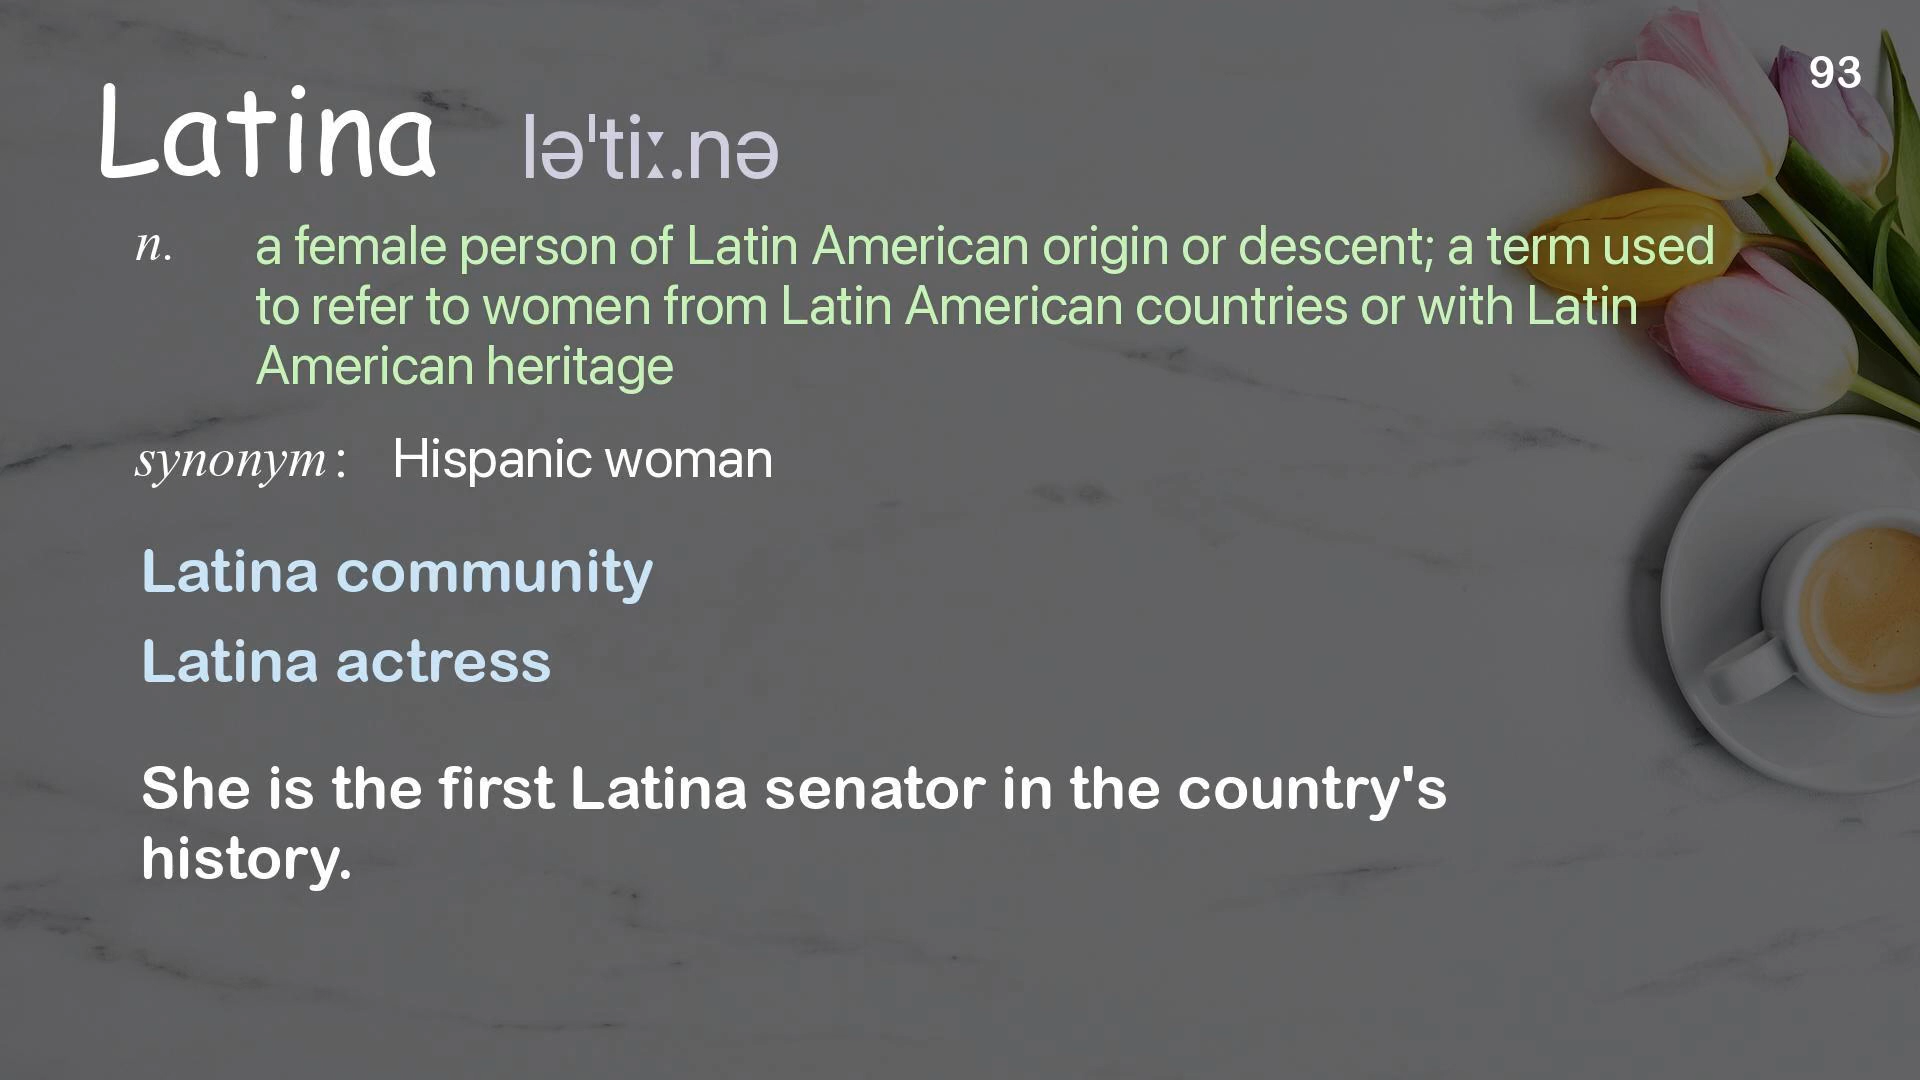 93
Latina ləˈtiː.nə
n. a female person of Latin American origin or descent; a term used
to refer to women from Latin American countries or with Latin
American heritage
synonym : Hispanic woman
Latina community
Latina actress
She is the first Latina senator in the country's
history.